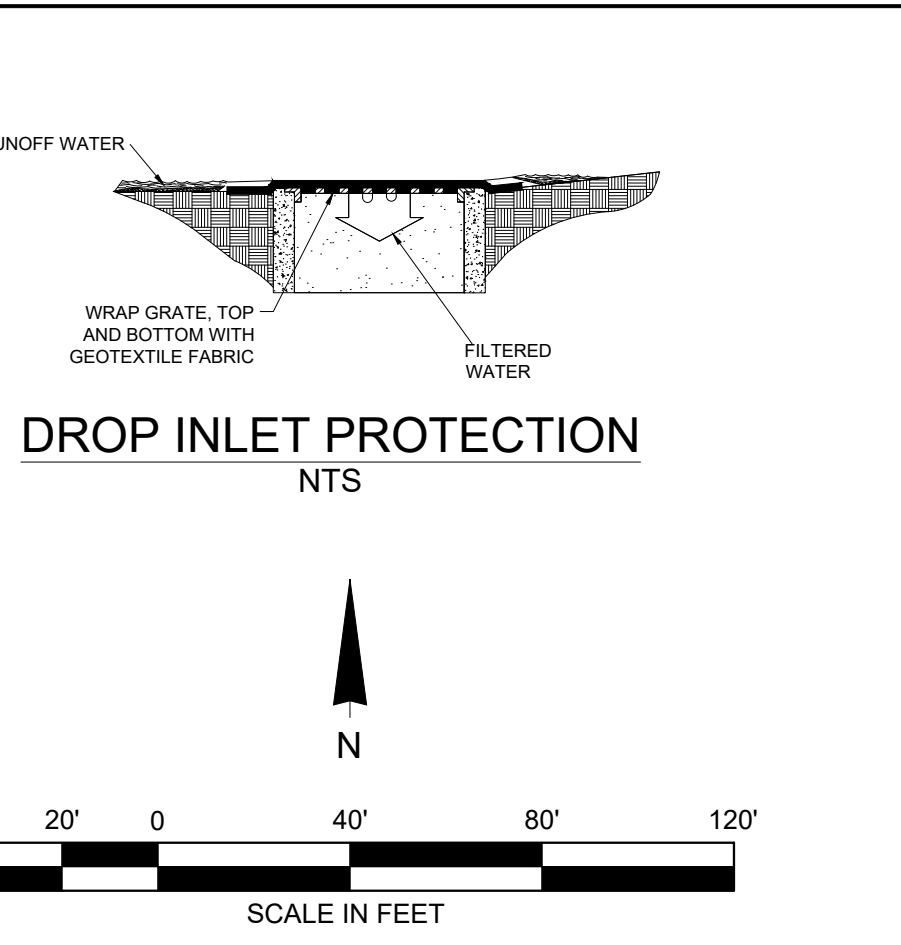 UNOFF WATER
WRAP GRATE, TOP
AND BOTTOM WITH
GEOTEXTILE FABRIC
FILTERED
WATER
DROP INLET PROTECTION
NTS
N
20' 0 40' 80' 120'
SCALE IN FEET